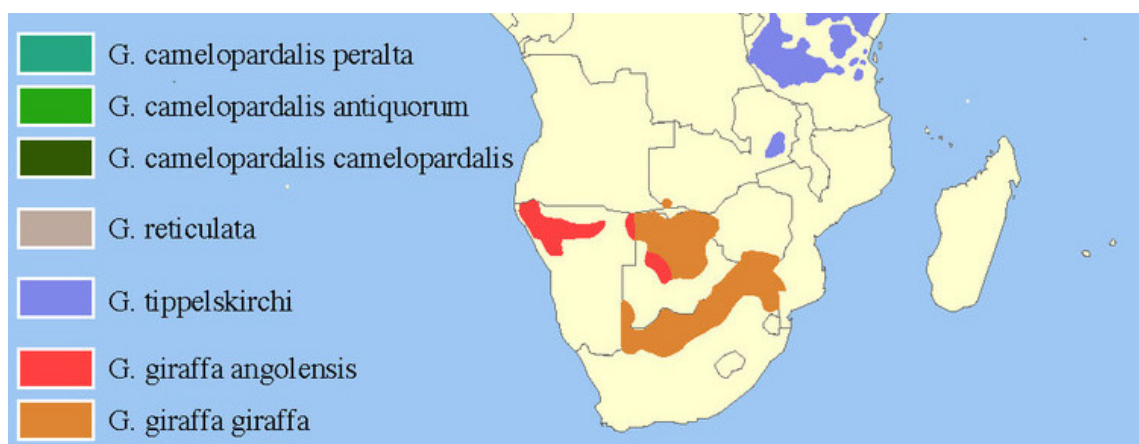 G. camelopardalis peralta
G. camelopardalis antiquorum
G. camelopardalis camelopardalis
G. reticulata
G. tippelskirchi
G. giraffa angolensis
G. giraffa giraffa